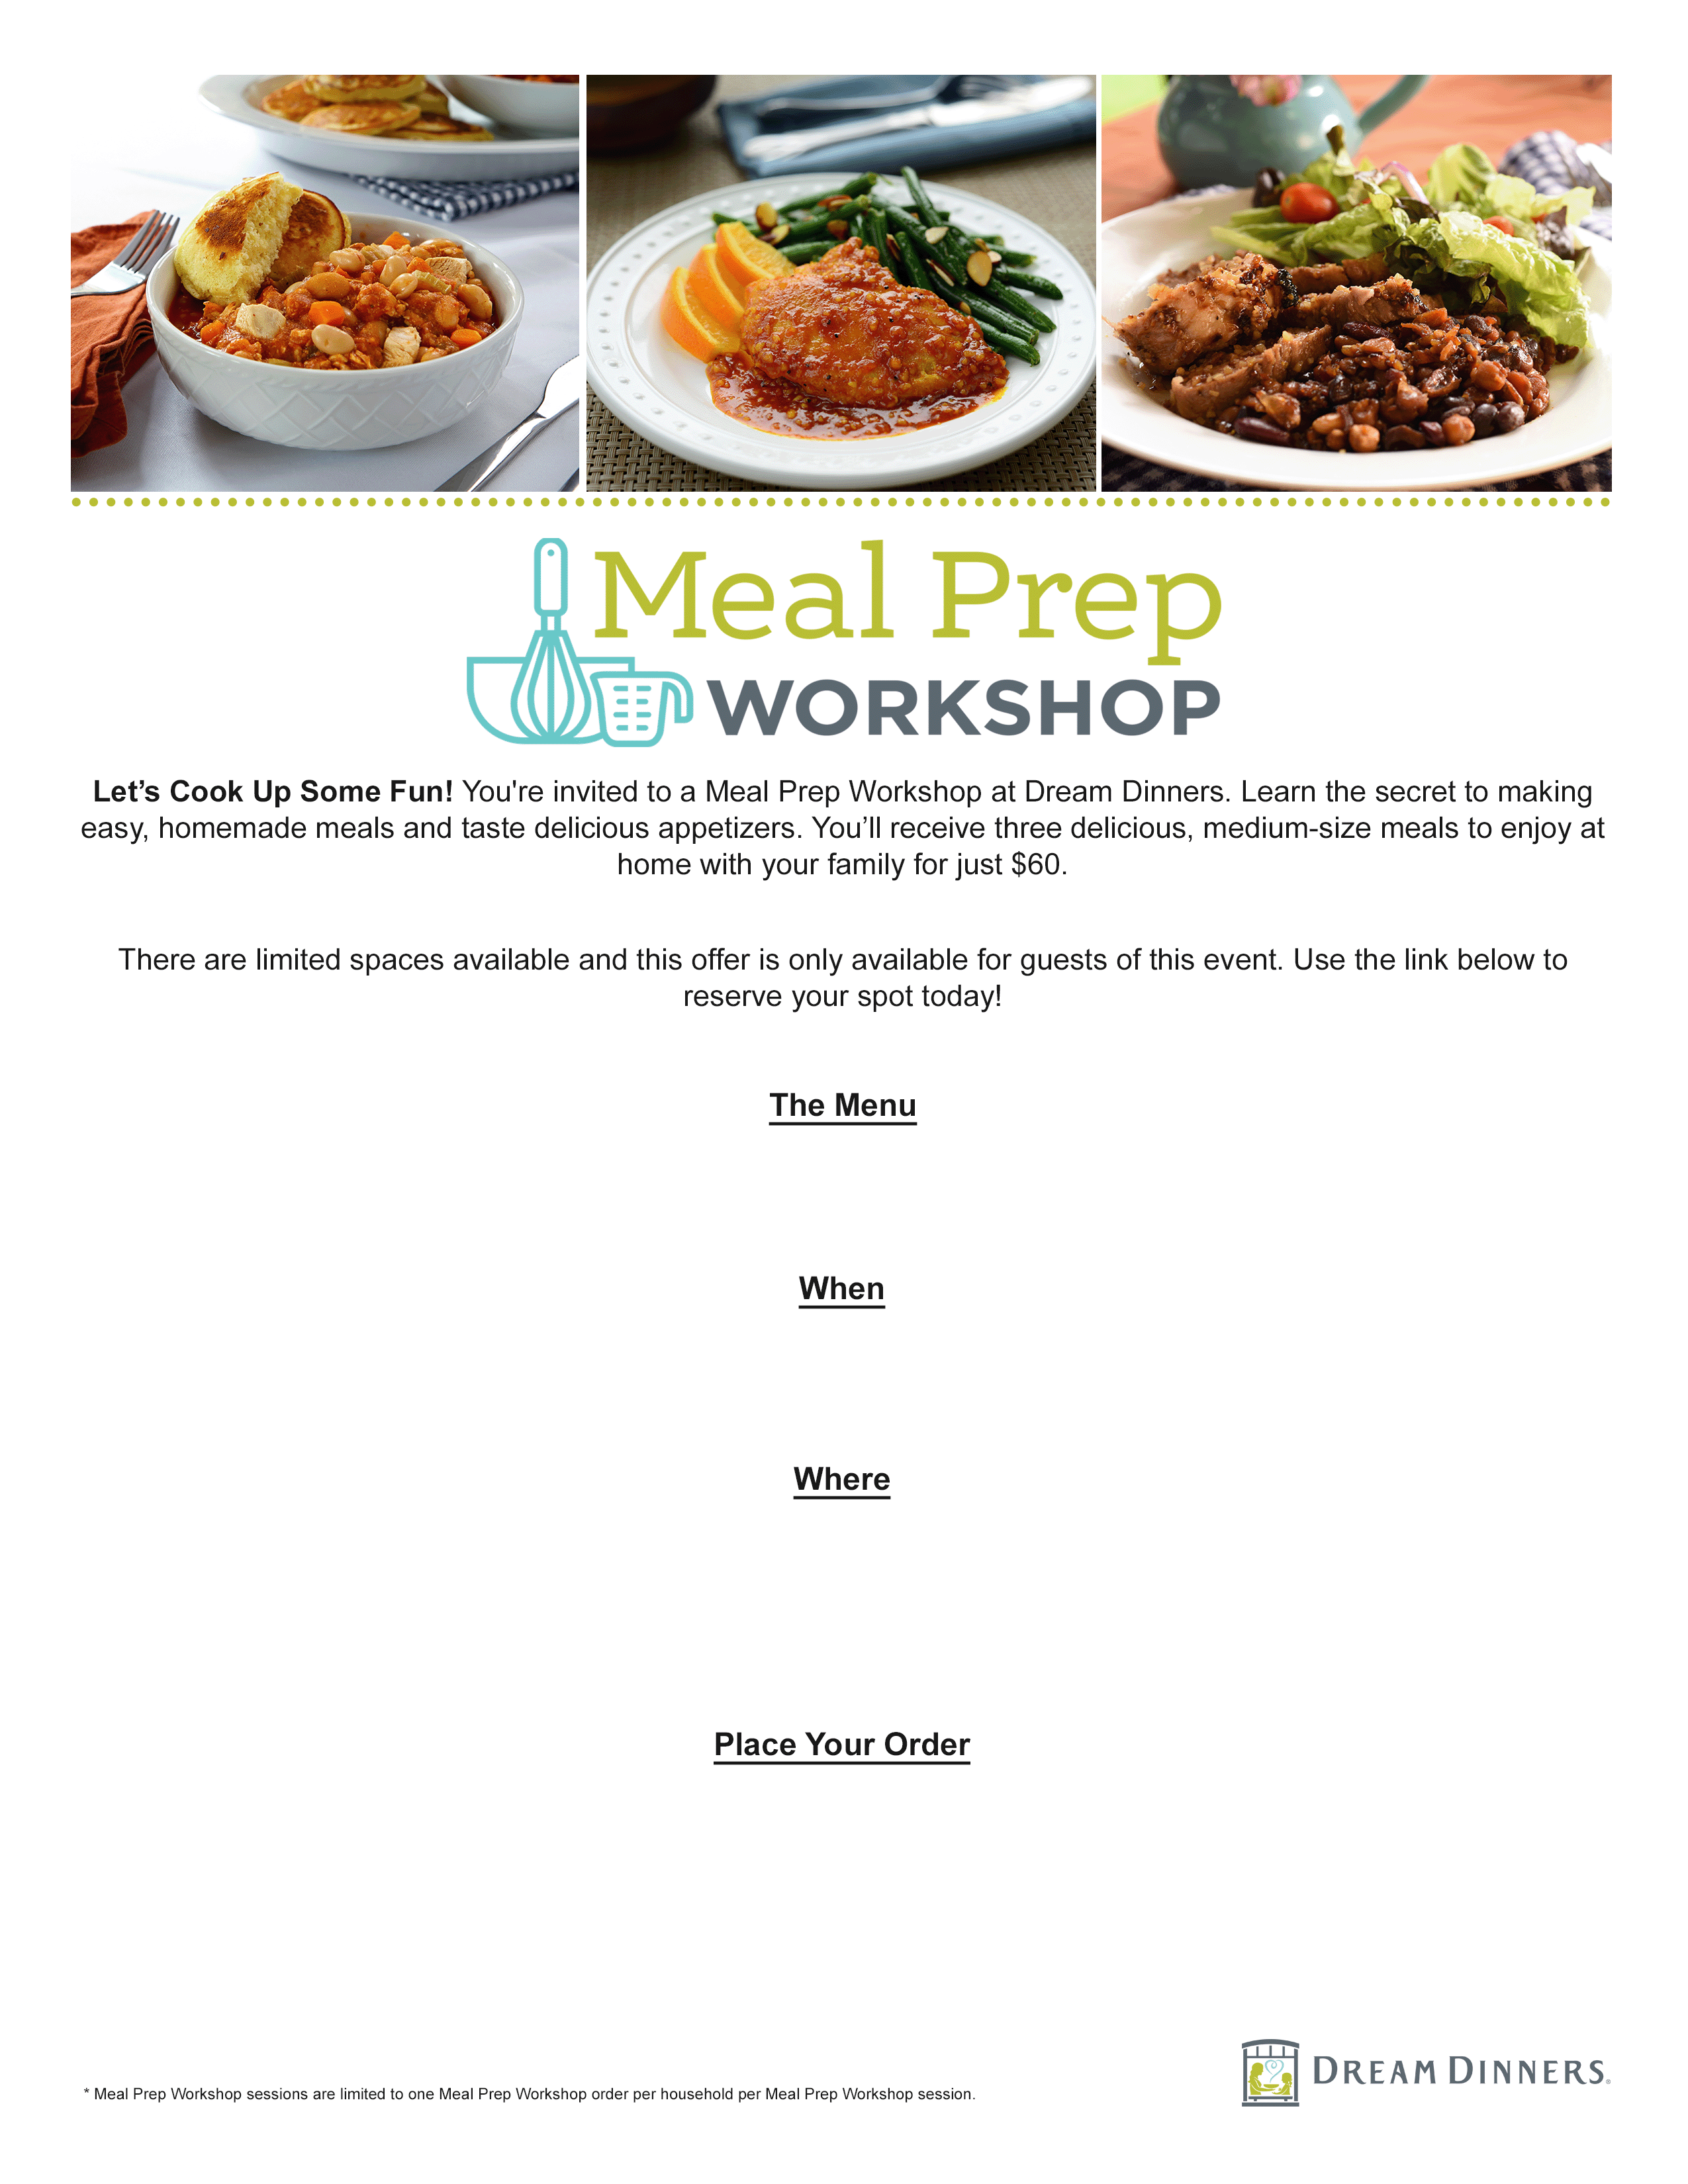 Meal Prep
WORKSHOP
Let’s Cook Up Some Fun! You're invited to a Meal Prep Workshop at Dream Dinners. Learn the secret to making
easy, homemade meals and taste delicious appetizers. You’ll receive three delicious, medium-size meals to enjoy at
home with your family for just $60.
There are limited spaces available and this offer is only available for guests of this event. Use the link below to
reserve your spot today!
The Menu
When
Where
Place Your Order
* Meal Prep Workshop sessions are limited to one Meal Prep Workshop order per household per Meal Prep Workshop session.
DREAM DINNERS®